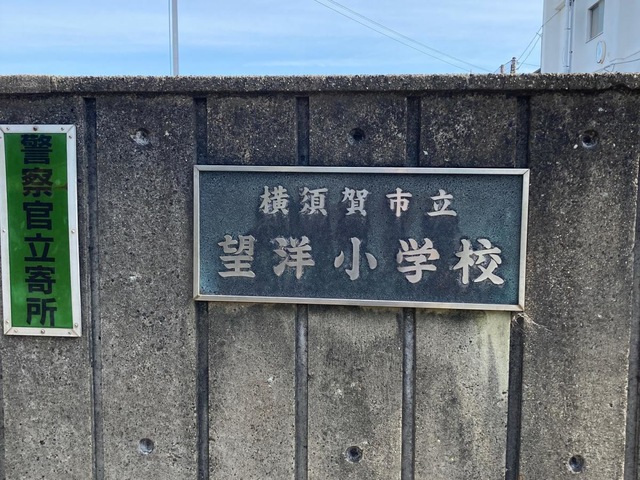 警察官立寄所
横須賀市立
望洋小学校